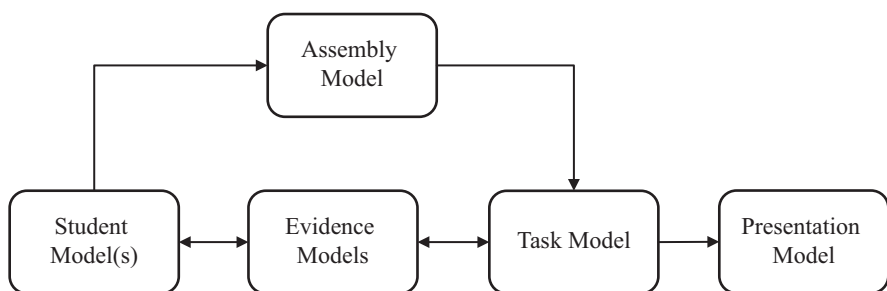 Assembly
Model
Student
Model(s)
Evidence
Models
Task Model
Presentation
Model